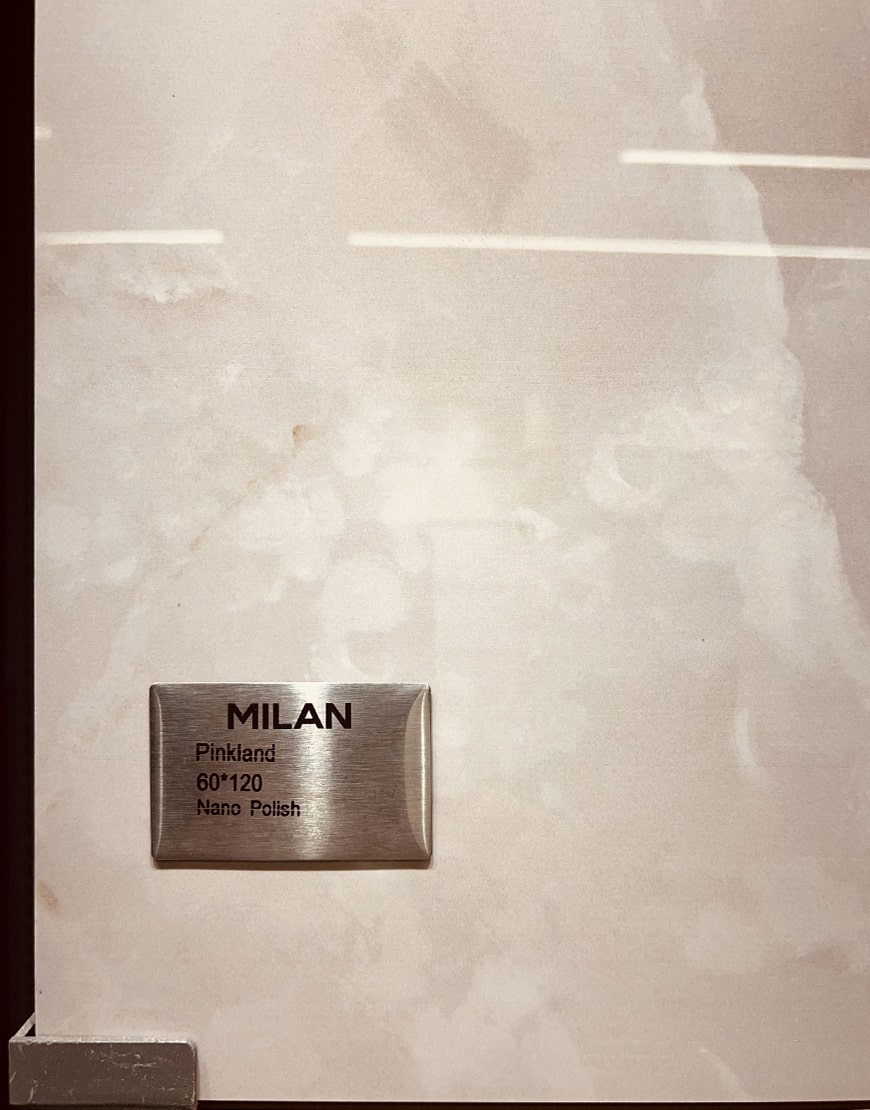 MILAN
Pinkland
60*120
Nano Polish